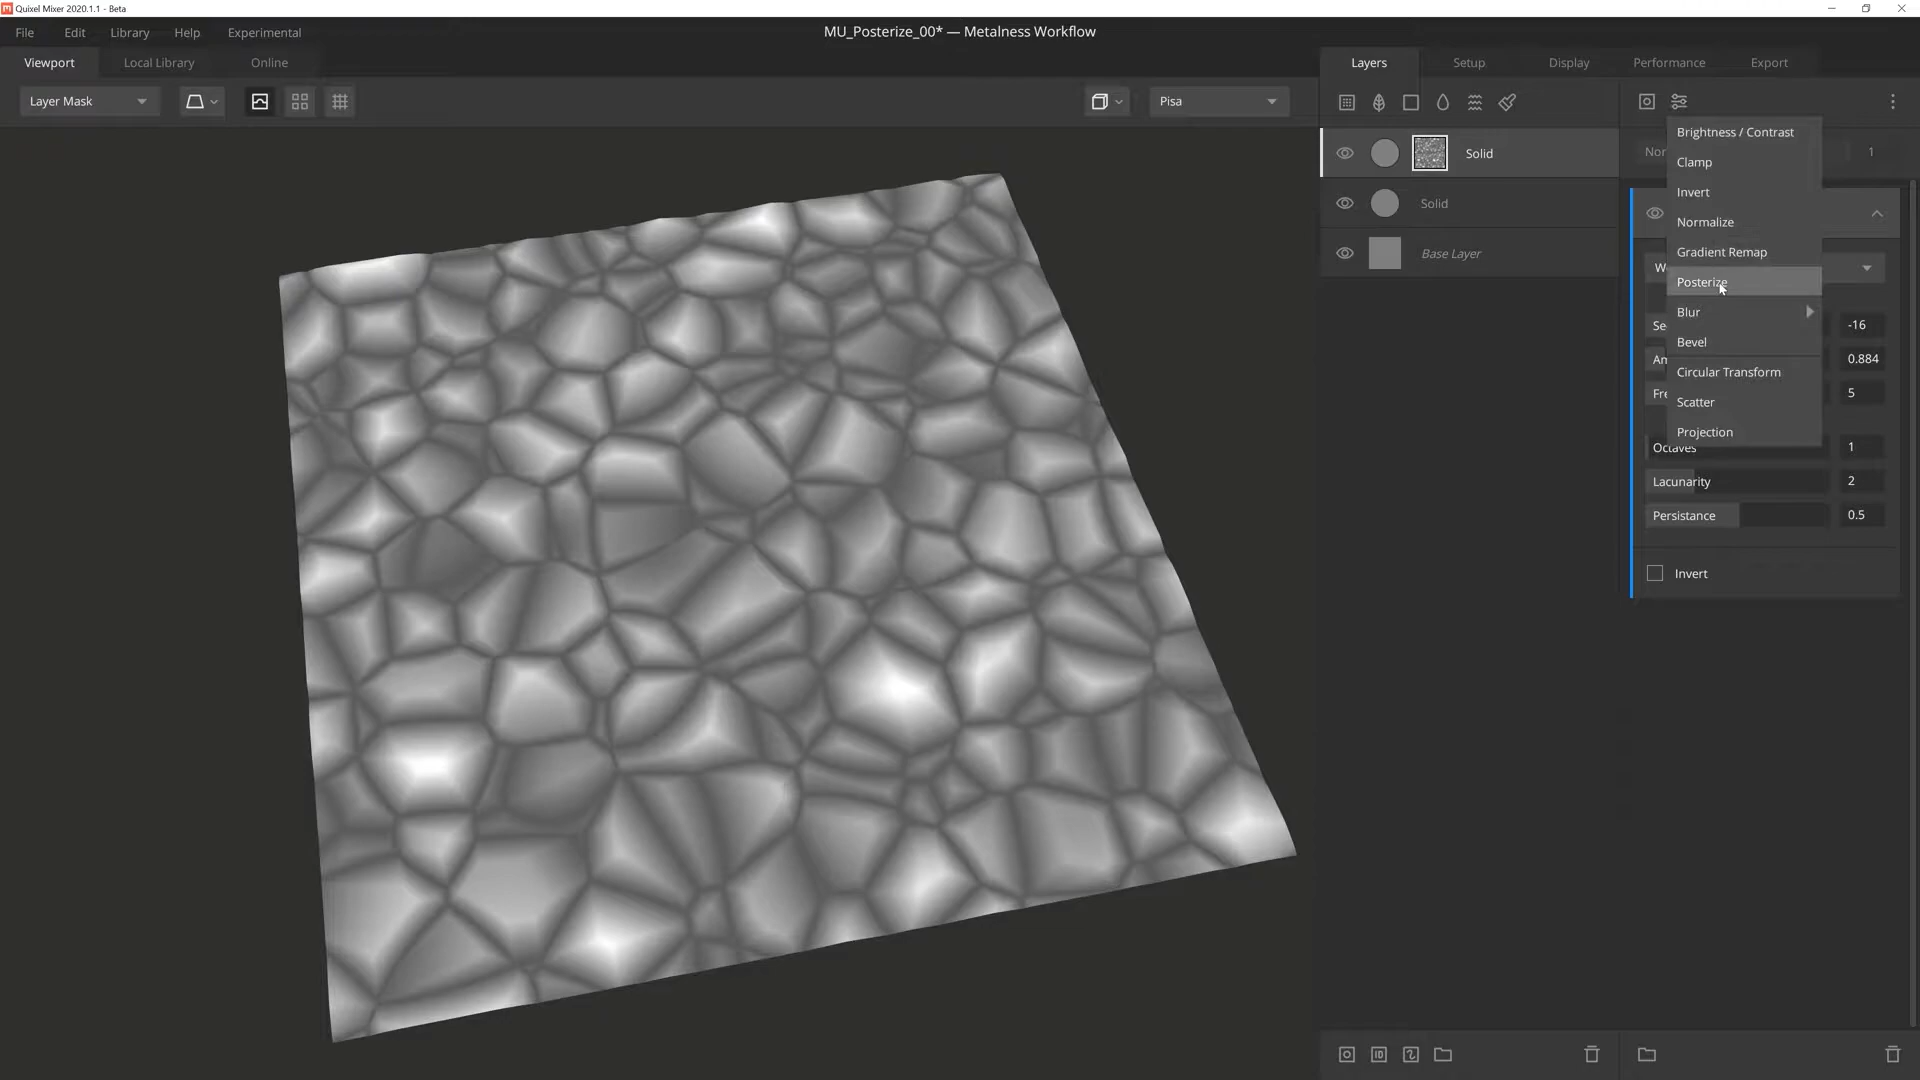 Quixel Mixer 2020.1.1 - Beta
File Edit Library Help Experimental
MU_Posterize_00* — Metalness Workflow
Viewport Local Library Online
Layers Setup Display Performance Export
Layer Mask
Pisa
Solid
Solid
Base Layer
Nor 1
Brightness / Contrast
Clamp
Invert
Normalize
Gradient Remap
Posterize
Blur
Bevel
Circular Transform
Scatter
Projection
W
Se -16
Am 0.884
Fre 5
Octaves 1
Lacunarity 2
Persistance 0.5
Invert